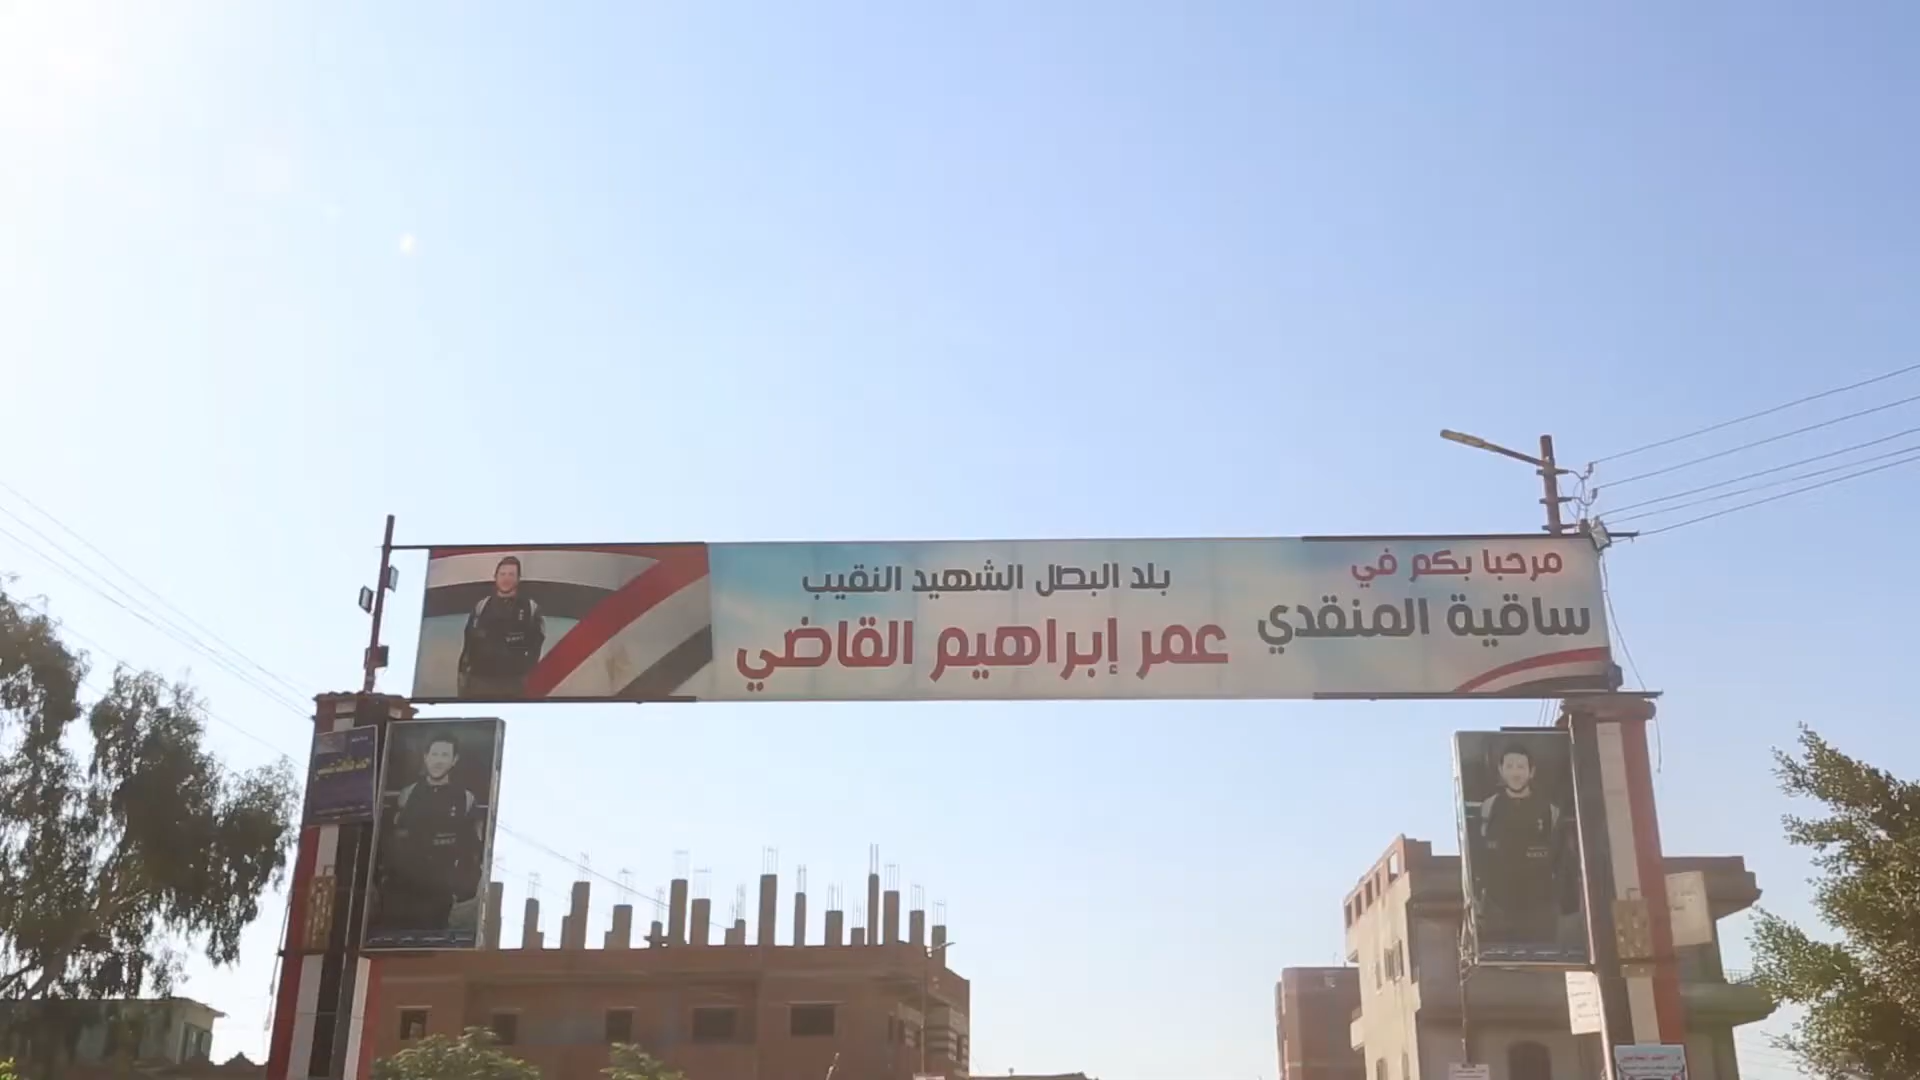 مرحبا بكم في
ساقية المنقدي
بلد البطل الشهيد النقيب
عمر إبراهيم القاضي